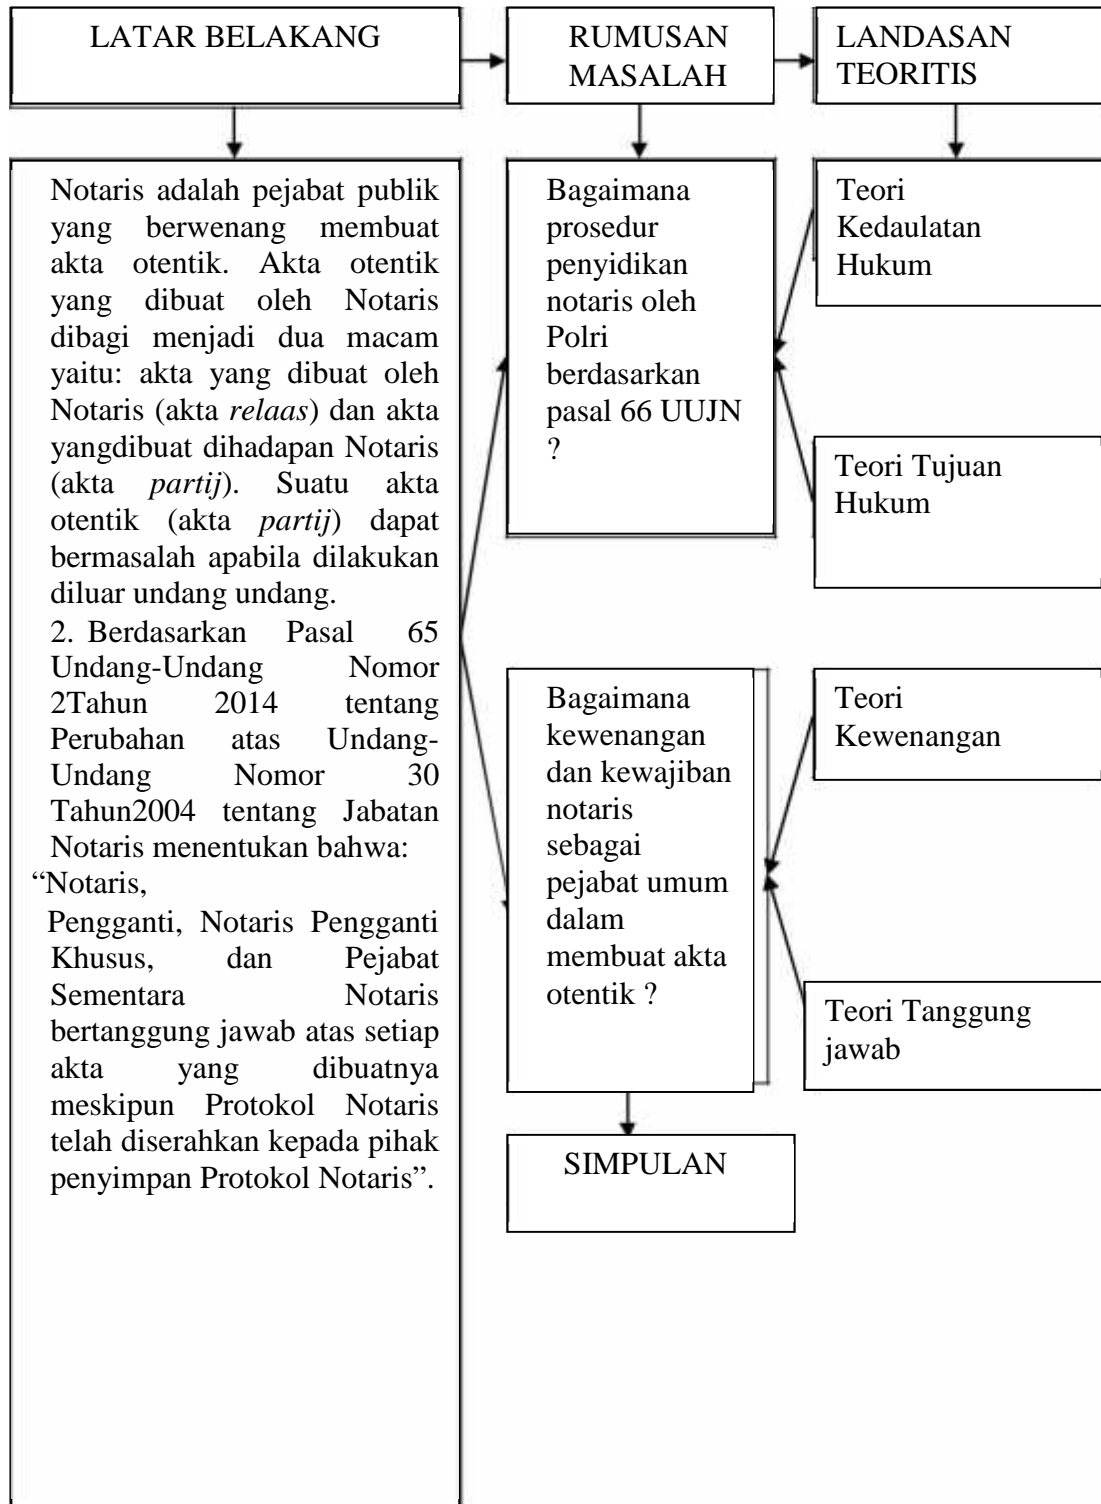 LATAR BELAKANG
RUMUSAN
MASALAH
LANDASAN
TEORITIS
Notaris adalah pejabat publik
yang berwenang membuat
akta otentik. Akta otentik
yang dibuat oleh Notaris
dibagi menjadi dua macam
yaitu: akta yang dibuat oleh
Notaris (akta relaas) dan akta
yangdibuat dihadapan Notaris
(akta partij). Suatu akta
otentik (akta partij) dapat
bermasalah apabila dilakukan
diluar undang undang.
2. Berdasarkan Pasal 65
Undang-Undang Nomor
2Tahun 2014 tentang
Perubahan atas Undang-
Undang Nomor 30
Tahun2004 tentang Jabatan
Notaris menentukan bahwa:
“Notaris,
Pengganti, Notaris Pengganti
Khusus, dan Pejabat
Sementara Notaris
bertanggung jawab atas setiap
akta yang dibuatnya
meskipun Protokol Notaris
telah diserahkan kepada pihak
penyimpan Protokol Notaris”.
Bagaimana
prosedur
penyidikan
notaris oleh
Polri
berdasarkan
pasal 66 UUJN
?
Bagaimana
kewenangan
dan kewajiban
notaris
sebagai
pejabat umum
dalam
membuat akta
otentik ?
SIMPULAN
Teori
Kedaulatan
Hukum
Teori Tujuan
Hukum
Teori
Kewenangan
Teori Tanggung
jawab